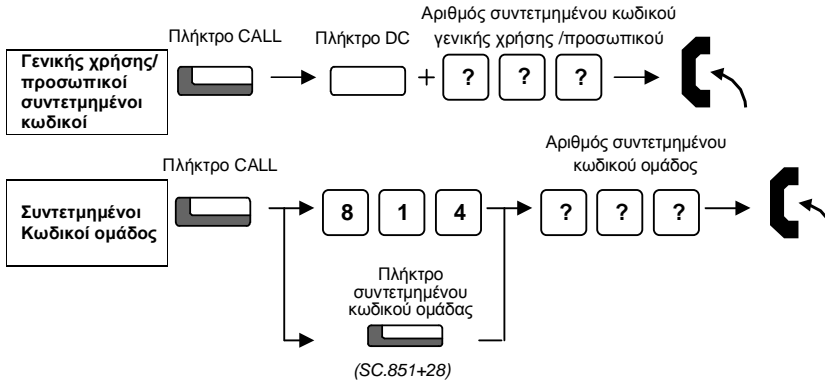 Αριθμός συντετμημένου κωδικού
Πλήκτρο CALL Πλήκτρο DC γενικής χρήσης /προσωπικού
Γενικής χρήσης/
προσωπικοί
συντετμημένοι
κωδικοί
+ ? ? ?
Αριθμός συντετμημένου
Πλήκτρο CALL κωδικού ομάδος
Συντετμημένοι
Κωδικοί ομάδος
8 1 4 ? ? ?
Πλήκτρο
συντετμημένου
κωδικού ομάδας
(SC.851+28)